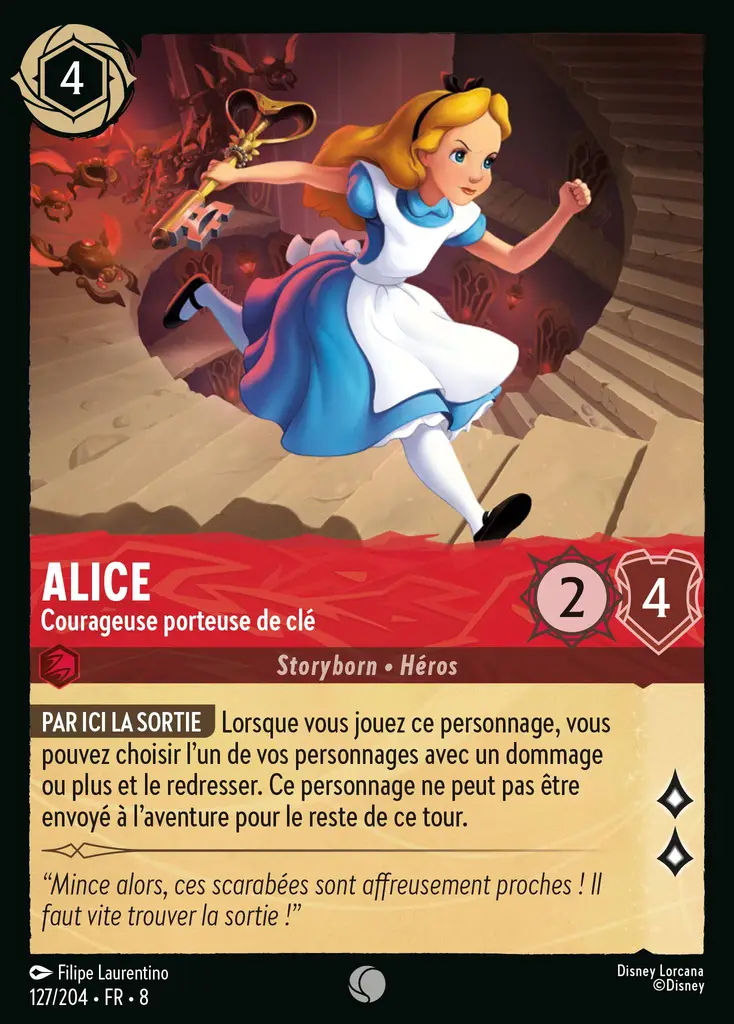 4
ALICE
Courageuse porteuse de clé
2
4
Storyborn • Héros
PAR ICI LA SORTIE Lorsque vous jouez ce personnage, vous
pouvez choisir l’un de vos personnages avec un dommage
ou plus et le redresser. Ce personnage ne peut pas être
envoyé à l’aventure pour le reste de ce tour.
“Mince alors, ces scarabées sont affreusement proches ! Il
faut vite trouver la sortie !”
Filipe Laurentino
127/204 • FR • 8
Disney Lorcana
©Disney